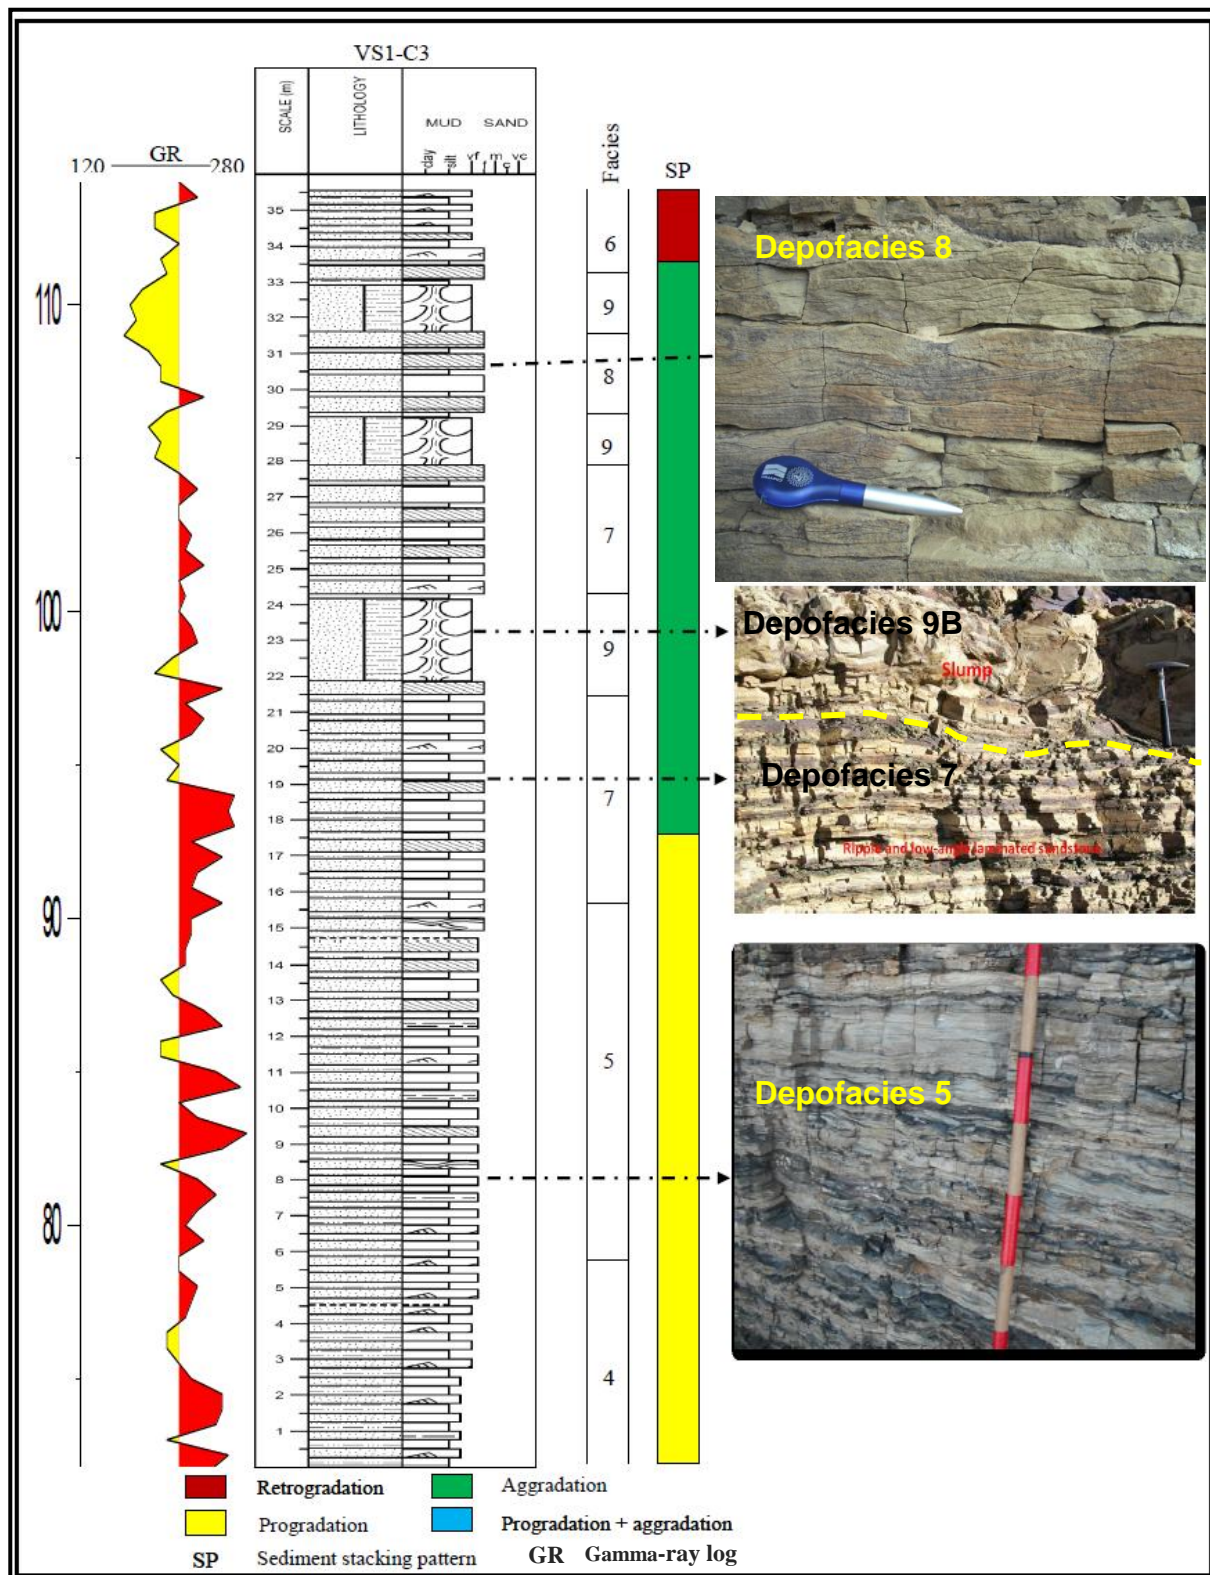 VS1-C3
SCALE (m)
LITHOLOGY
MUD SAND
clay silt vf f m c vc
GR
120 280
Facies
SP
110
100
90
80
35
34
33
32
31
30
29
28
27
26
25
24
23
22
21
20
19
18
17
16
15
14
13
12
11
10
9
8
7
6
5
4
3
2
1
6
9
8
9
7
9
7
5
4
Depofacies 8
Depofacies 9B
Slump
Depofacies 7
Ripple and low-angle laminated sandstone
Depofacies 5
Retrogradation
Aggradation
Progradation
Progradation + aggradation
SP Sediment stacking pattern
GR Gamma-ray log